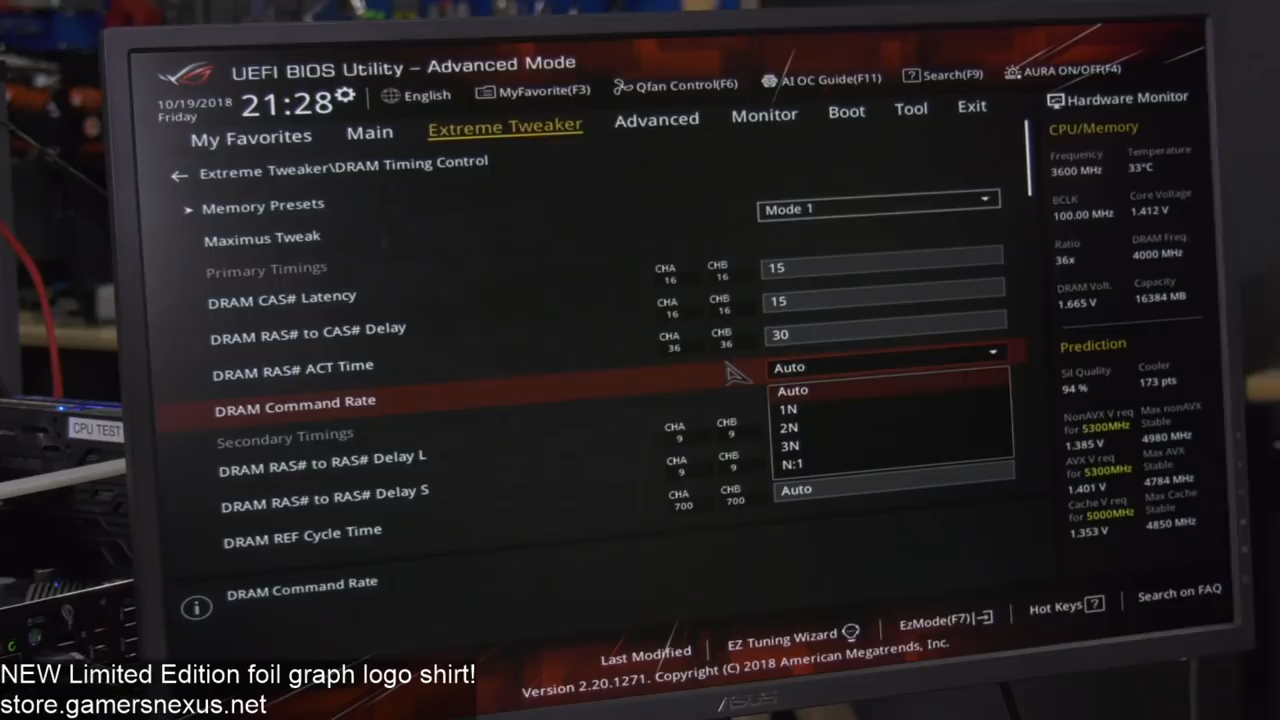 UEFI BIOS Utility – Advanced Mode
10/19/2018
Friday
21:28
English
MyFavorite(F3)
Qfan Control(F6)
AI OC Guide(F11)
? Search(F9)
AURA ON/OFF(F4)
My Favorites
Main
Extreme Tweaker
Advanced
Monitor
Boot
Tool
Exit
← Extreme Tweaker\DRAM Timing Control
Memory Presets
Maximus Tweak
Mode 1
Primary Timings
DRAM CAS# Latency
CHA
16
CHB
16
15
DRAM RAS# to CAS# Delay
CHA
16
CHB
16
15
DRAM RAS# ACT Time
CHA
36
CHB
36
30
DRAM Command Rate
Auto
Auto
1N
2N
3N
N:1
Secondary Timings
DRAM RAS# to RAS# Delay L
CHA
9
CHB
9
DRAM RAS# to RAS# Delay S
CHA
9
CHB
9
DRAM REF Cycle Time
CHA
700
CHB
700
Auto
i
DRAM Command Rate
Hardware Monitor
CPU/Memory
Frequency
3600 MHz
Temperature
33°C
BCLK
100.00 MHz
Core Voltage
1.412 V
Ratio
36x
DRAM Freq.
4000 MHz
DRAM Volt.
1.665 V
Capacity
16384 MB
Prediction
Sil Quality
94 %
Cooler
173 pts
NonAVX V req
for 5300MHz
1.385 V
Max nonAVX
Stable
4980 MHz
AVX V req
for 5300MHz
1.401 V
Max AVX
Stable
4784 MHz
Cache V req
for 5000MHz
1.353 V
Max Cache
Stable
4850 MHz
Last Modified
EZ Tuning Wizard
EzMode(F7)
Hot Keys ?
Search on FAQ
Version 2.20.1271. Copyright (C) 2018 American Megatrends, Inc.
ASUS
CPU TEST
NEW Limited Edition foil graph logo shirt!
store.gamersnexus.net